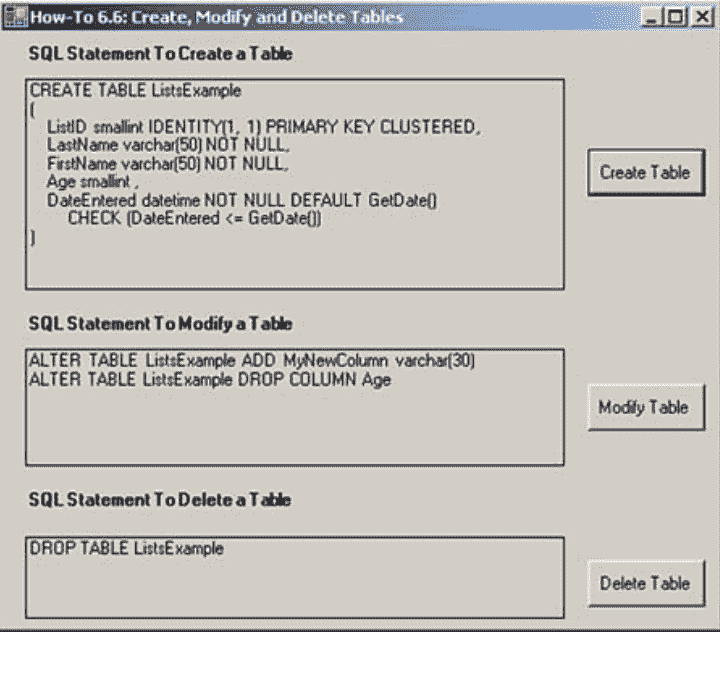 How-To 6.6: Create, Modify and Delete Tables
SQL Statement To Create a Table
CREATE TABLE ListsExample
(
ListID smallint IDENTITY(1, 1) PRIMARY KEY CLUSTERED,
LastName varchar(50) NOT NULL,
FirstName varchar(50) NOT NULL,
Age smallint ,
DateEntered datetime NOT NULL DEFAULT GetDate()
CHECK (DateEntered <= GetDate())
)
Create Table
SQL Statement To Modify a Table
ALTER TABLE ListsExample ADD MyNewColumn varchar(30)
ALTER TABLE ListsExample DROP COLUMN Age
Modify Table
SQL Statement To Delete a Table
DROP TABLE ListsExample
Delete Table